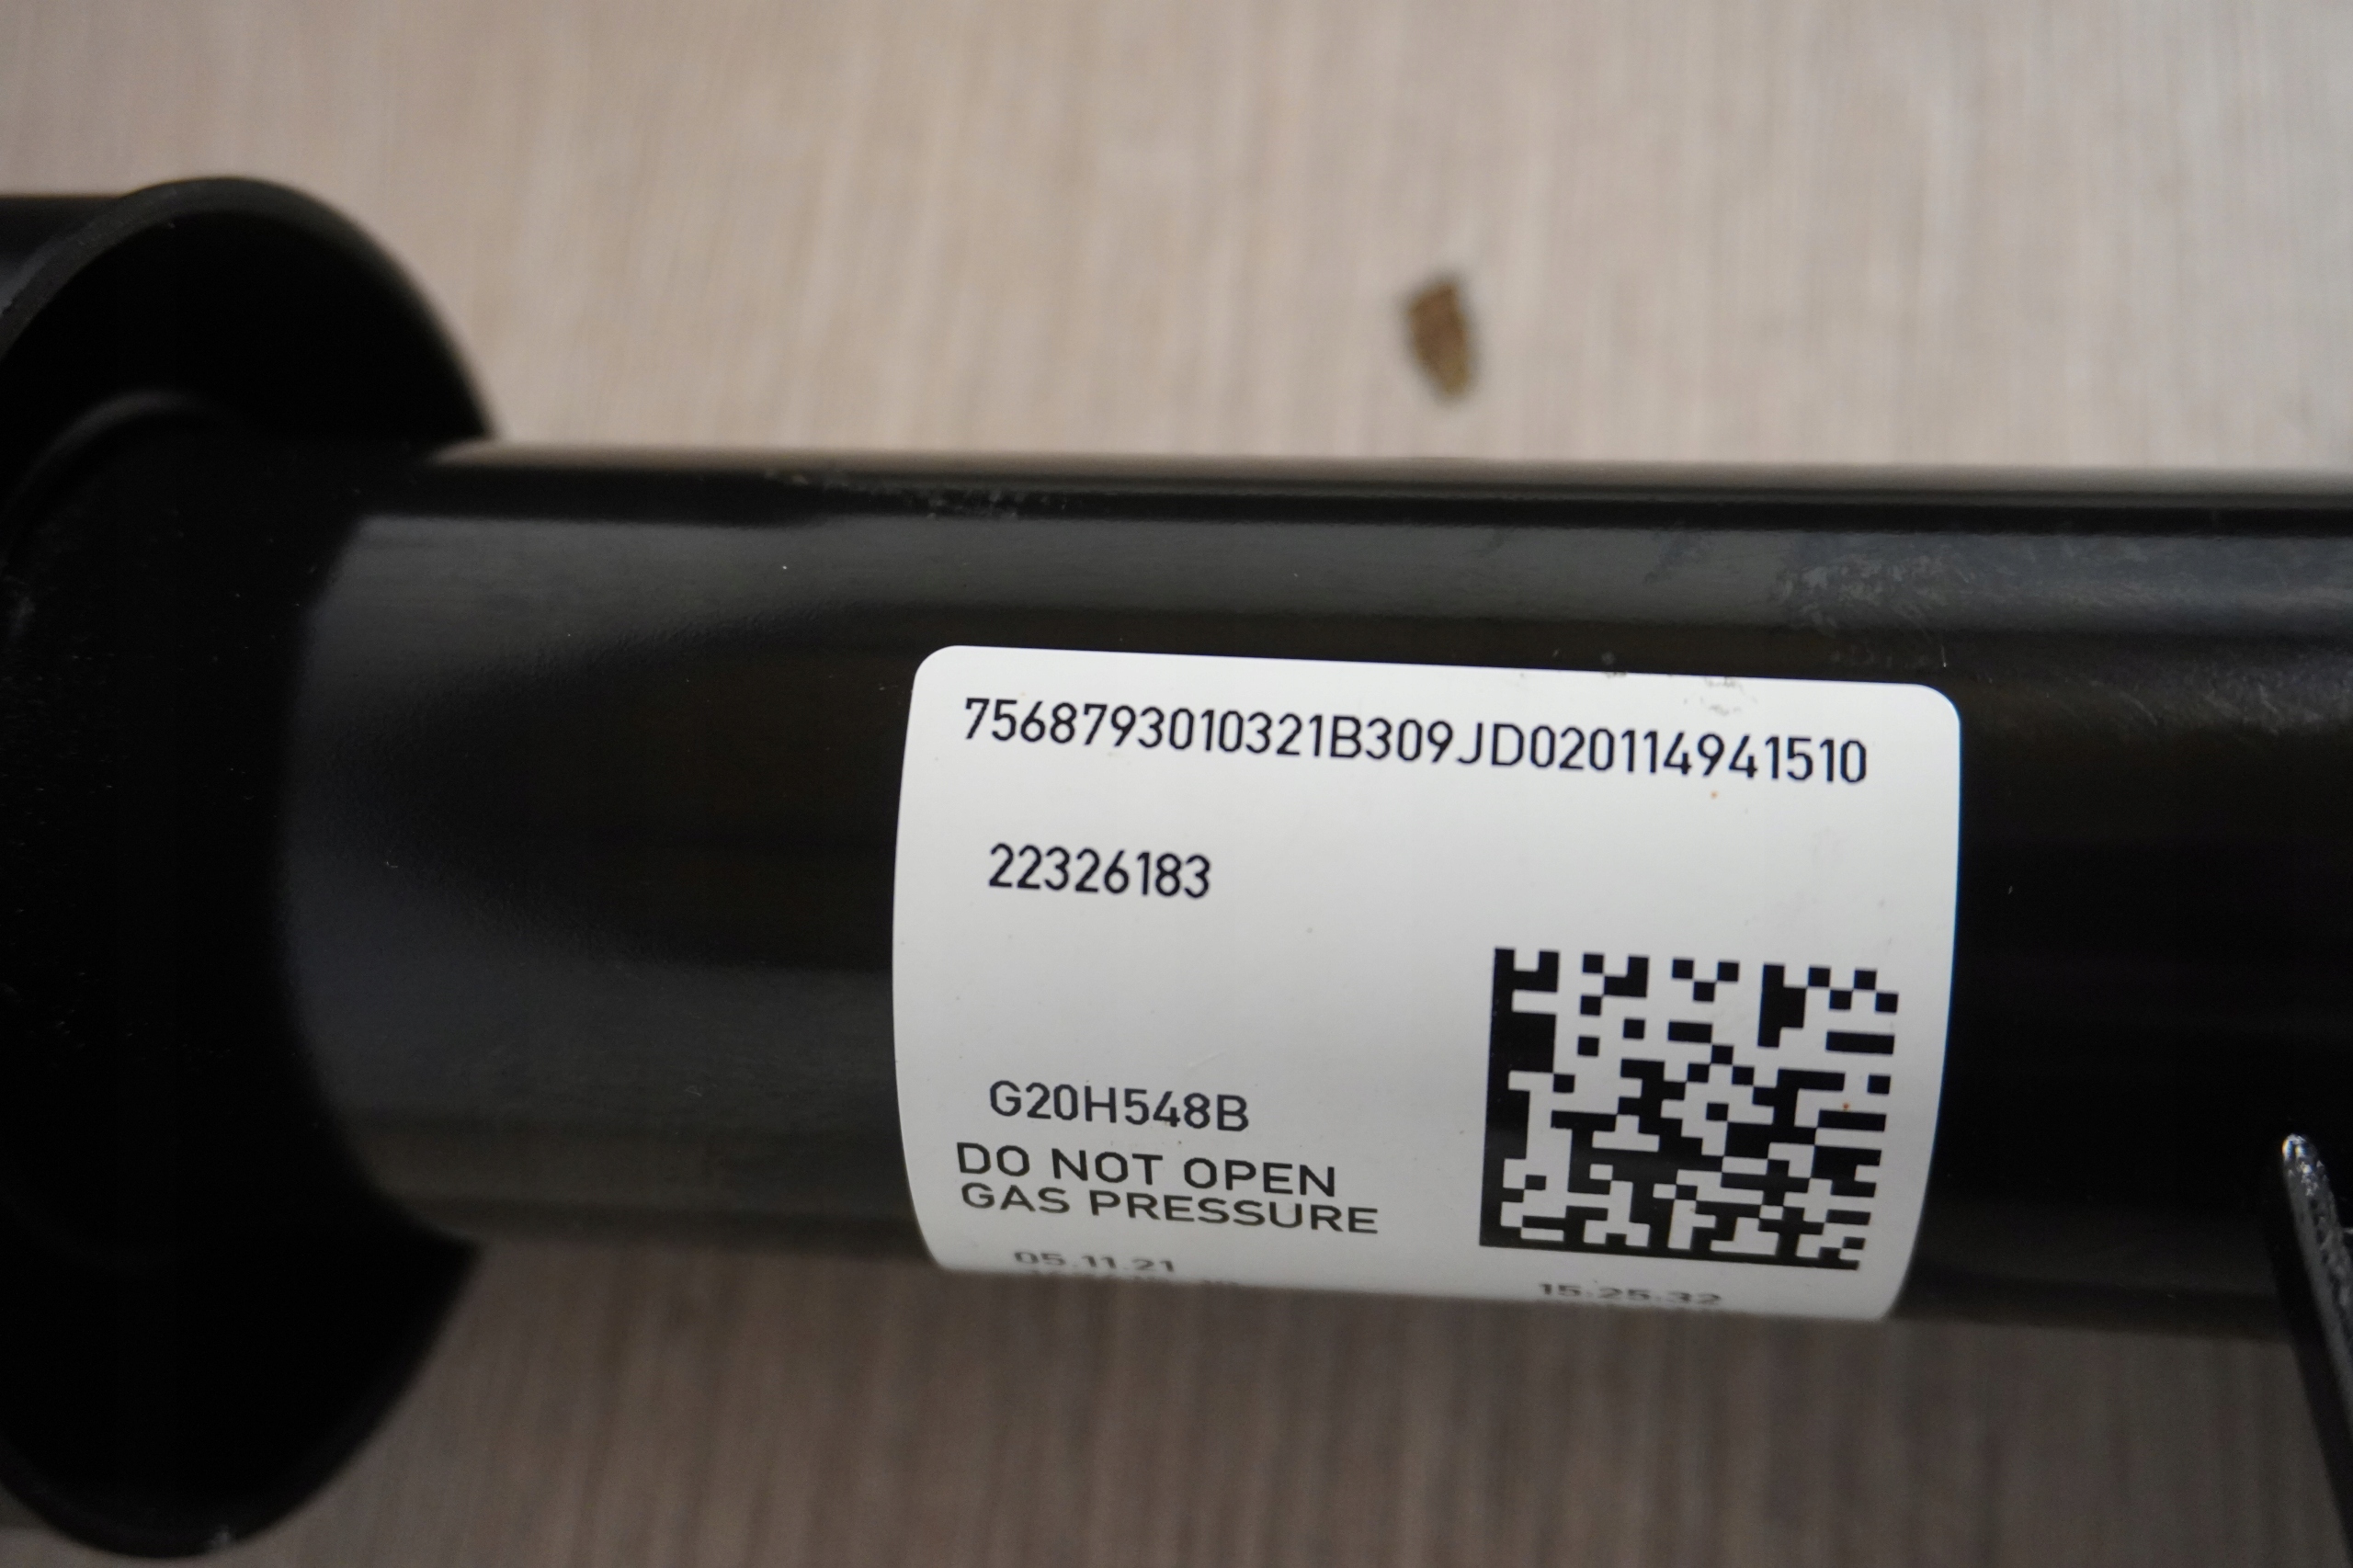 7568793010321B309JD020114941510
22326183
G20H548B
DO NOT OPEN
GAS PRESSURE
05.11.21
15:25:32